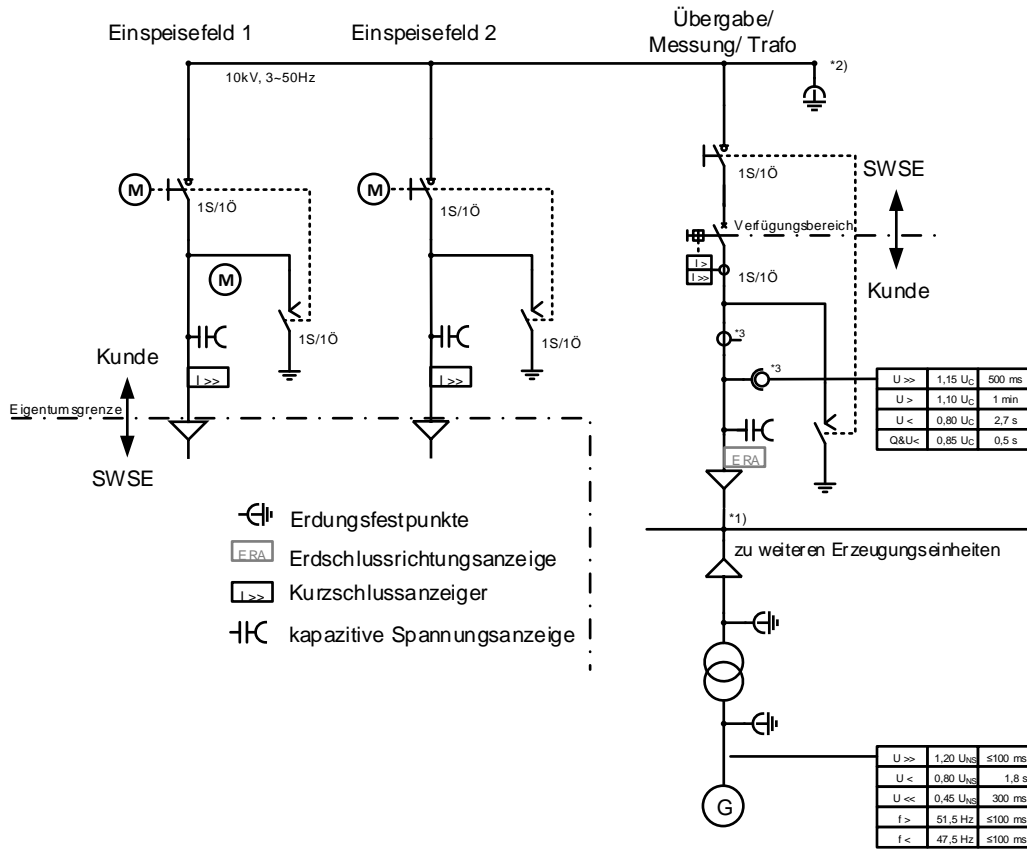 Einspeisefeld 1
Einspeisefeld 2
Übergabe/
Messung/ Trafo
10kV, 3~50Hz
*2)
M
1S/1Ö
M
1S/1Ö
1S/1Ö
SWSE
Verfügungsbereich
I >
I >>
1S/1Ö
Kunde
M
1S/1Ö
1S/1Ö
*3
*3
Kunde
I >>
I >>
Eigentumsgrenze
SWSE
U >> 1,15 UC 500 ms
U > 1,10 UC 1 min
U < 0,80 UC 2,7 s
Q&U< 0,85 UC 0,5 s
ERA
*1)
zu weiteren Erzeugungseinheiten
Erdungsfestpunkte
ERA Erdschlussrichtungsanzeige
I >> Kurzschlussanzeiger
kapazitive Spannungsanzeige
U >> 1,20 UNS ≤100 ms
U < 0,80 UNS 1,8 s
U << 0,45 UNS 300 ms
f > 51,5 Hz ≤100 ms
f < 47,5 Hz ≤100 ms
G